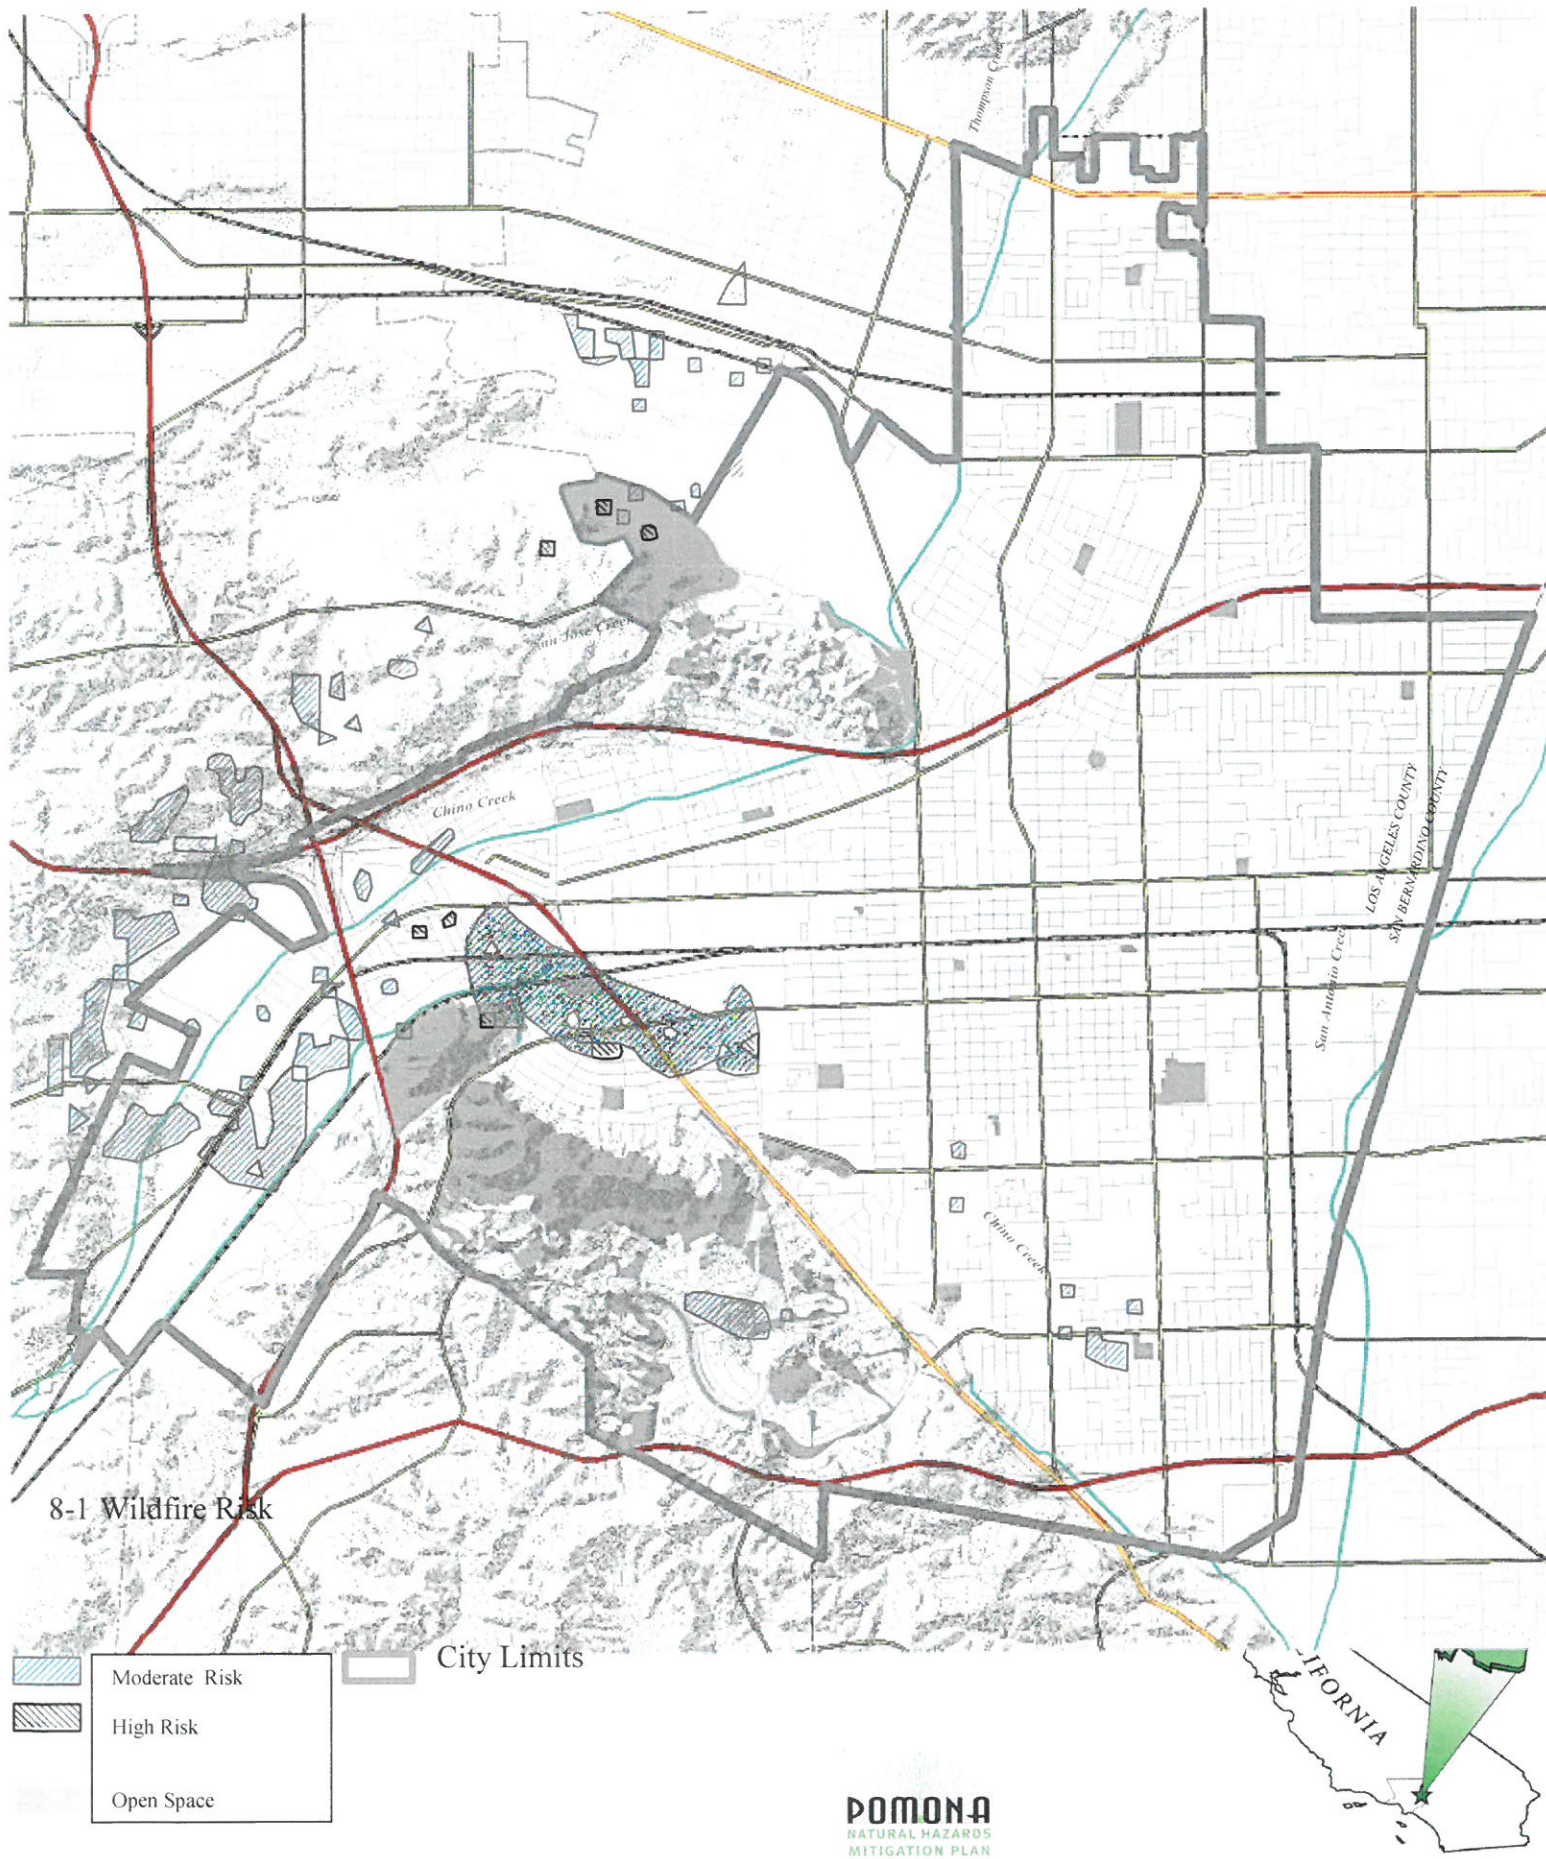 Thompson Creek
San Jose Creek
Chino Creek
LOS ANGELES COUNTY
SAN BERNARDINO COUNTY
San Antonio Creek
Chino Creek
8-1 Wildfire Risk
City Limits
Moderate Risk
High Risk
Open Space
IFORNIA
POMONA
NATURAL HAZARDS
MITIGATION PLAN